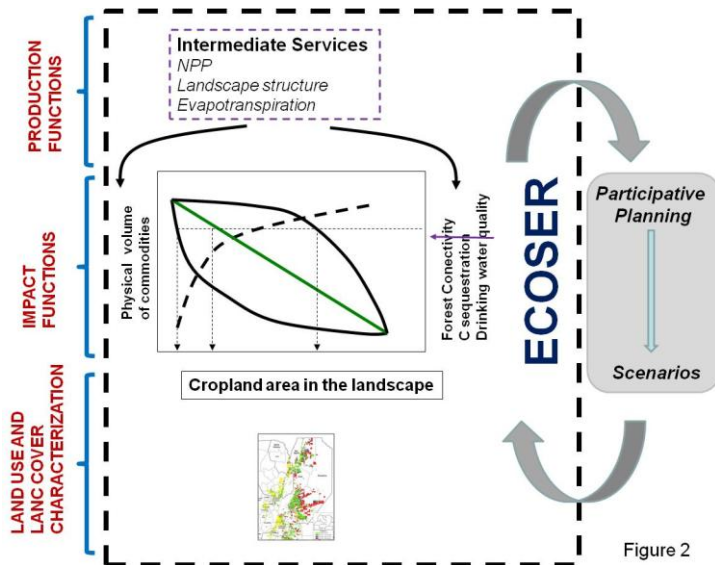 PRODUCTION
FUNCTIONS
Intermediate Services
NPP
Landscape structure
Evapotranspiration
IMPACT
FUNCTIONS
Physical volume
of commodities
Forest Conectivity
C sequestration
Drinking water quality
Cropland area in the landscape
LAND USE AND
LANC COVER
CHARACTERIZATION
ECOSER
Participative
Planning
Scenarios
Figure 2